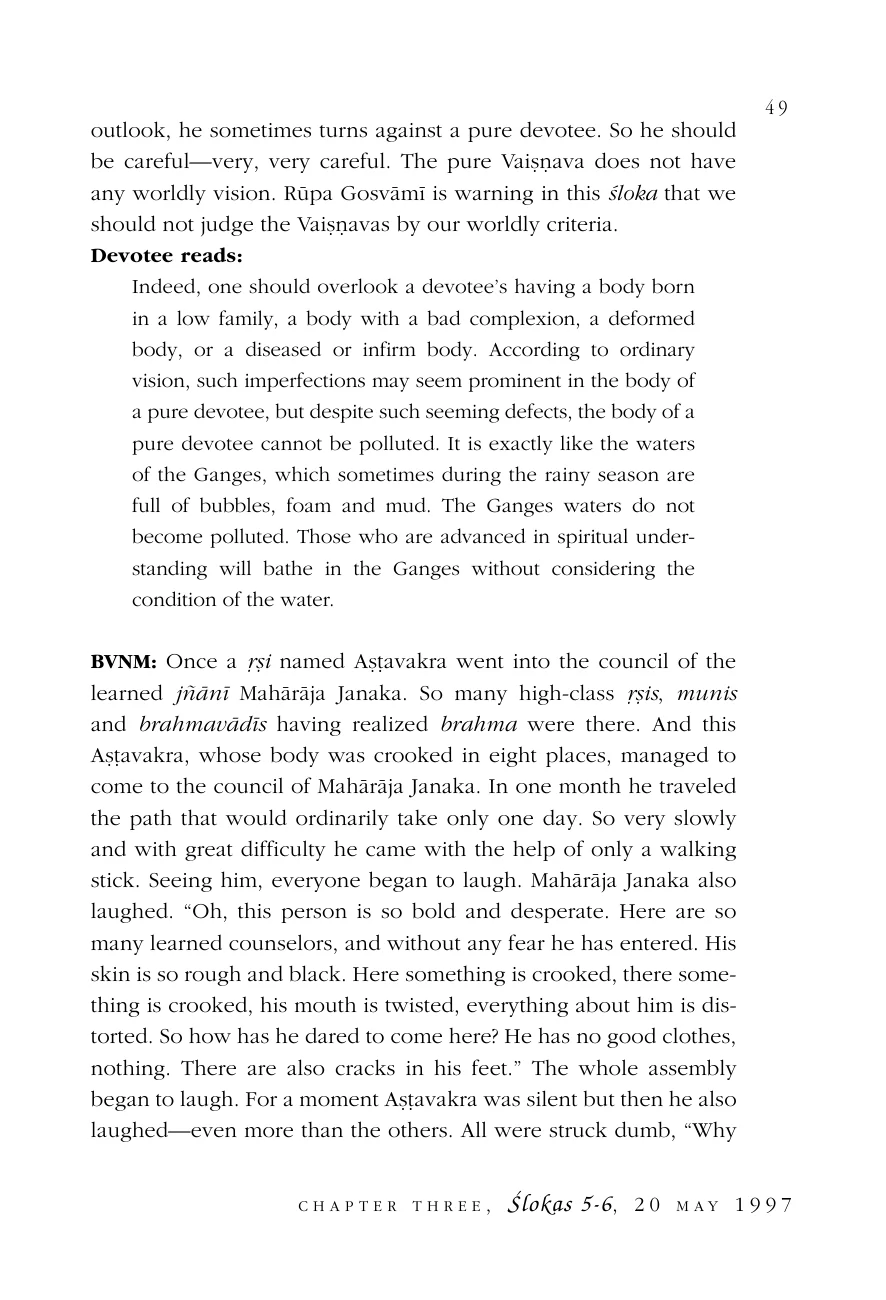 49
outlook, he sometimes turns against a pure devotee. So he should
be careful—very, very careful. The pure Vaiṣṇava does not have
any worldly vision. Rūpa Gosvāmī is warning in this śloka that we
should not judge the Vaiṣṇavas by our worldly criteria.
Devotee reads:
Indeed, one should overlook a devotee’s having a body born
in a low family, a body with a bad complexion, a deformed
body, or a diseased or infirm body. According to ordinary
vision, such imperfections may seem prominent in the body of
a pure devotee, but despite such seeming defects, the body of a
pure devotee cannot be polluted. It is exactly like the waters
of the Ganges, which sometimes during the rainy season are
full of bubbles, foam and mud. The Ganges waters do not
become polluted. Those who are advanced in spiritual under-
standing will bathe in the Ganges without considering the
condition of the water.
BVNM: Once a ṛṣi named Aṣṭavakra went into the council of the
learned jñānī Mahārāja Janaka. So many high-class ṛṣis, munis
and brahmavādīs having realized brahma were there. And this
Aṣṭavakra, whose body was crooked in eight places, managed to
come to the council of Mahārāja Janaka. In one month he traveled
the path that would ordinarily take only one day. So very slowly
and with great difficulty he came with the help of only a walking
stick. Seeing him, everyone began to laugh. Mahārāja Janaka also
laughed. “Oh, this person is so bold and desperate. Here are so
many learned counselors, and without any fear he has entered. His
skin is so rough and black. Here something is crooked, there some-
thing is crooked, his mouth is twisted, everything about him is dis-
torted. So how has he dared to come here? He has no good clothes,
nothing. There are also cracks in his feet.” The whole assembly
began to laugh. For a moment Aṣṭavakra was silent but then he also
laughed—even more than the others. All were struck dumb, “Why
CHAPTER THREE, Ślokas 5-6, 20 MAY 1997